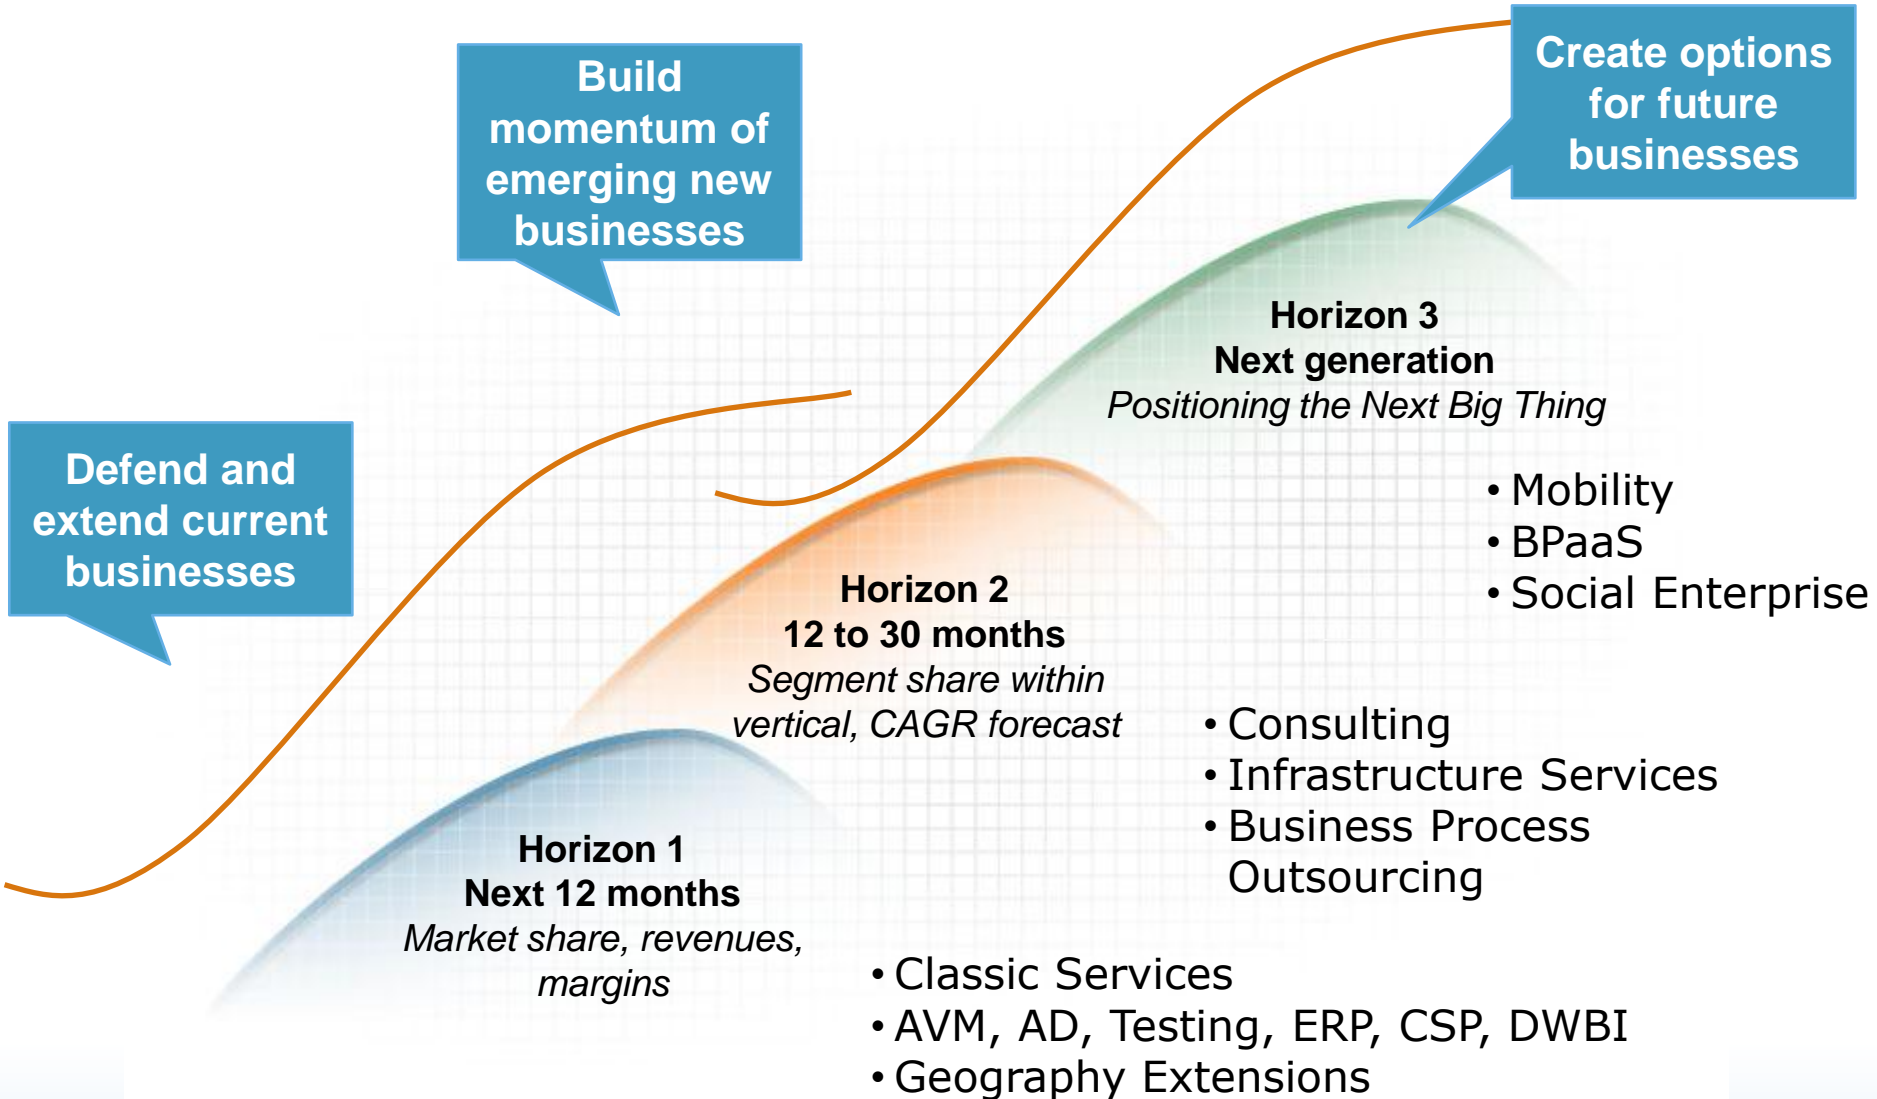 Build
momentum of
emerging new
businesses
Create options
for future
businesses
Defend and
extend current
businesses
Horizon 3
Next generation
Positioning the Next Big Thing
• Mobility
• BPaaS
• Social Enterprise
Horizon 2
12 to 30 months
Segment share within
vertical, CAGR forecast
• Consulting
• Infrastructure Services
• Business Process
Outsourcing
Horizon 1
Next 12 months
Market share, revenues,
margins
• Classic Services
• AVM, AD, Testing, ERP, CSP, DWBI
• Geography Extensions